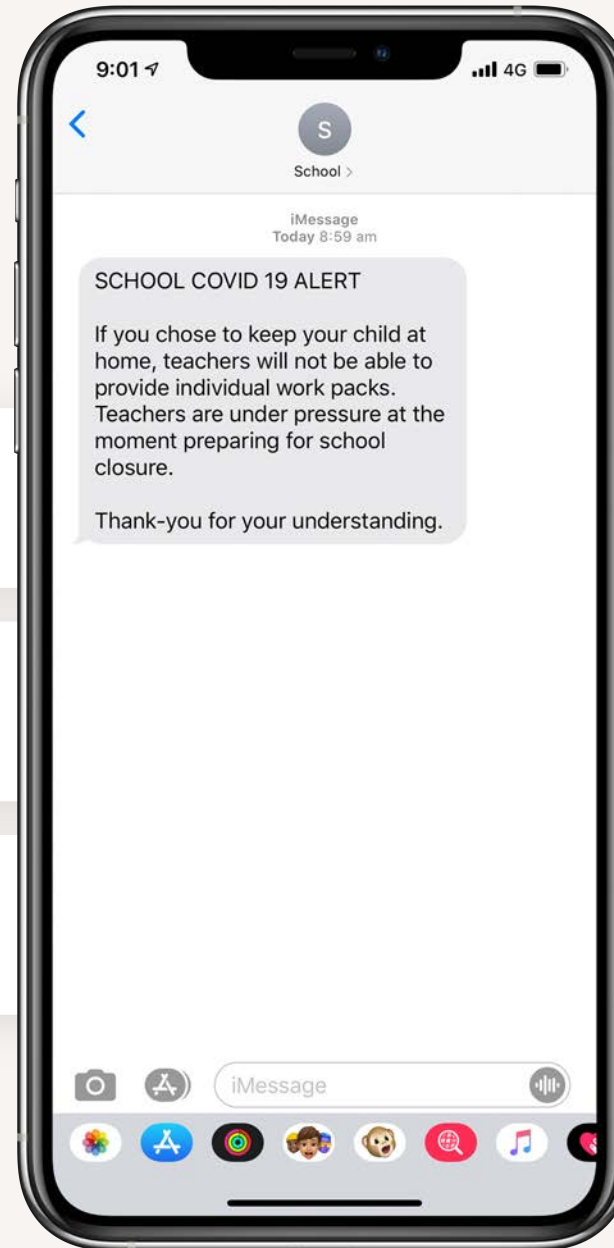 9:01
4G
S
School >
iMessage
Today 8:59 am
SCHOOL COVID 19 ALERT
If you chose to keep your child at
home, teachers will not be able to
provide individual work packs.
Teachers are under pressure at the
moment preparing for school
closure.
Thank-you for your understanding.
iMessage